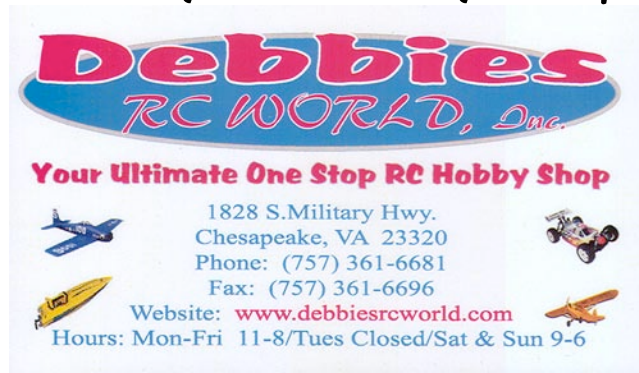 Debbies
RC WORLD, Inc.
Your Ultimate One Stop RC Hobby Shop
1828 S.Military Hwy.
Chesapeake, VA 23320
Phone: (757) 361-6681
Fax: (757) 361-6696
Website: www.debbiesrcworld.com
Hours: Mon-Fri 11-8/Tues Closed/Sat & Sun 9-6